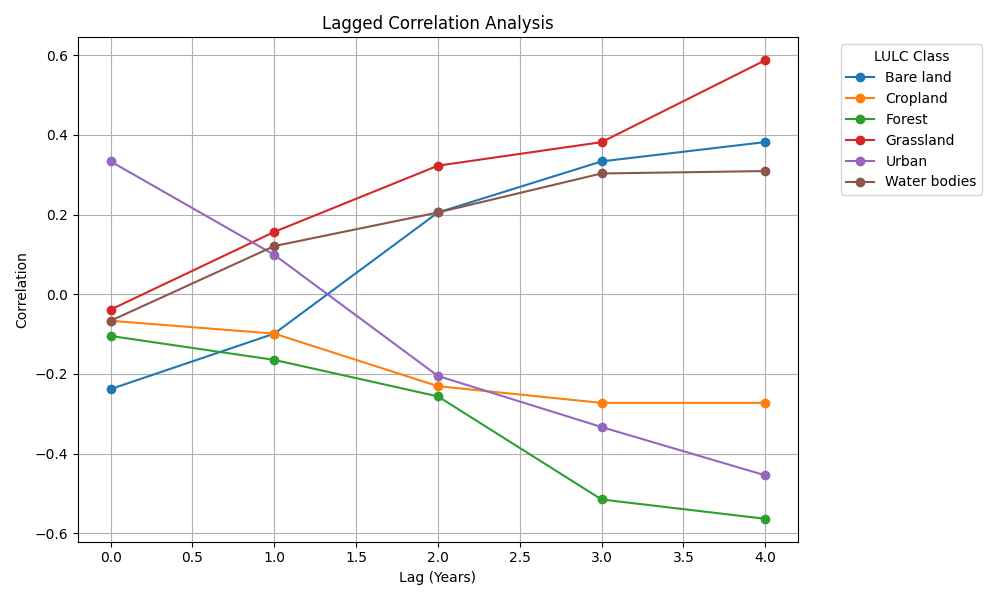 Lagged Correlation Analysis
LULC Class
Bare land
Cropland
Forest
Grassland
Urban
Water bodies
Correlation
0.6
0.4
0.2
0.0
−0.2
−0.4
−0.6
0.0 0.5 1.0 1.5 2.0 2.5 3.0 3.5 4.0
Lag (Years)